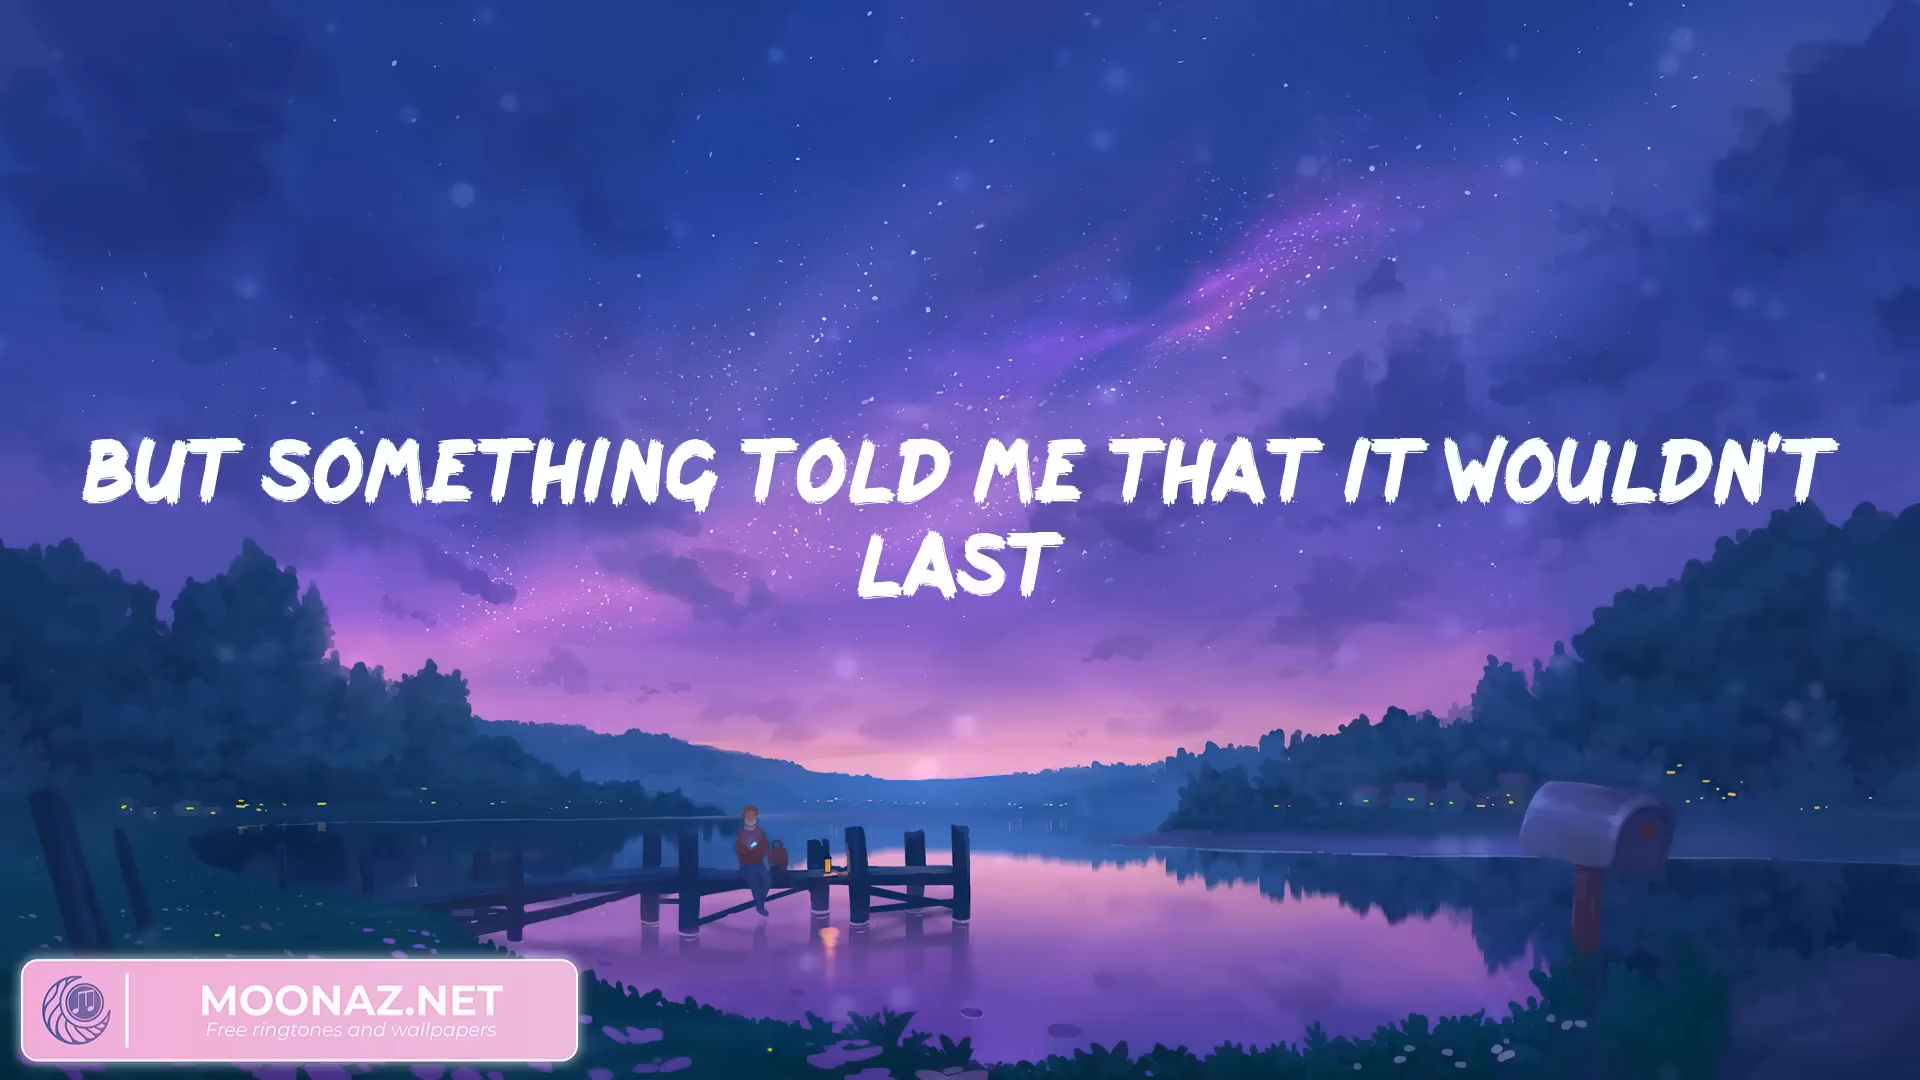 BUT SOMETHING TOLD ME THAT IT WOULDN'T
LAST
MOONAZ.NET
Free ringtones and wallpapers